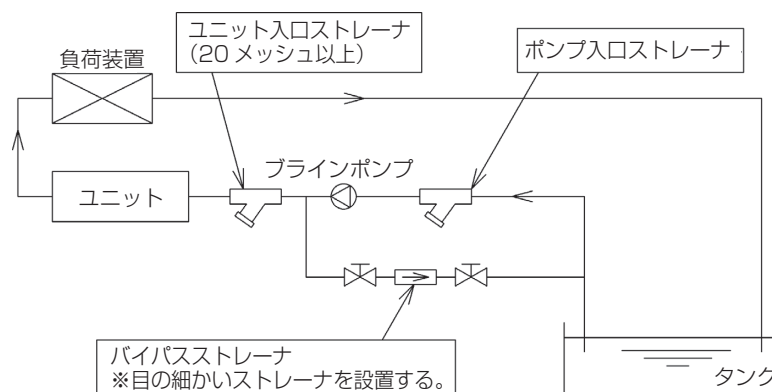 ユニット入口ストレーナ
（20 メッシュ以上）
ポンプ入口ストレーナ
負荷装置
ブラインポンプ
ユニット
バイパスストレーナ
※目の細かいストレーナを設置する。
タンク